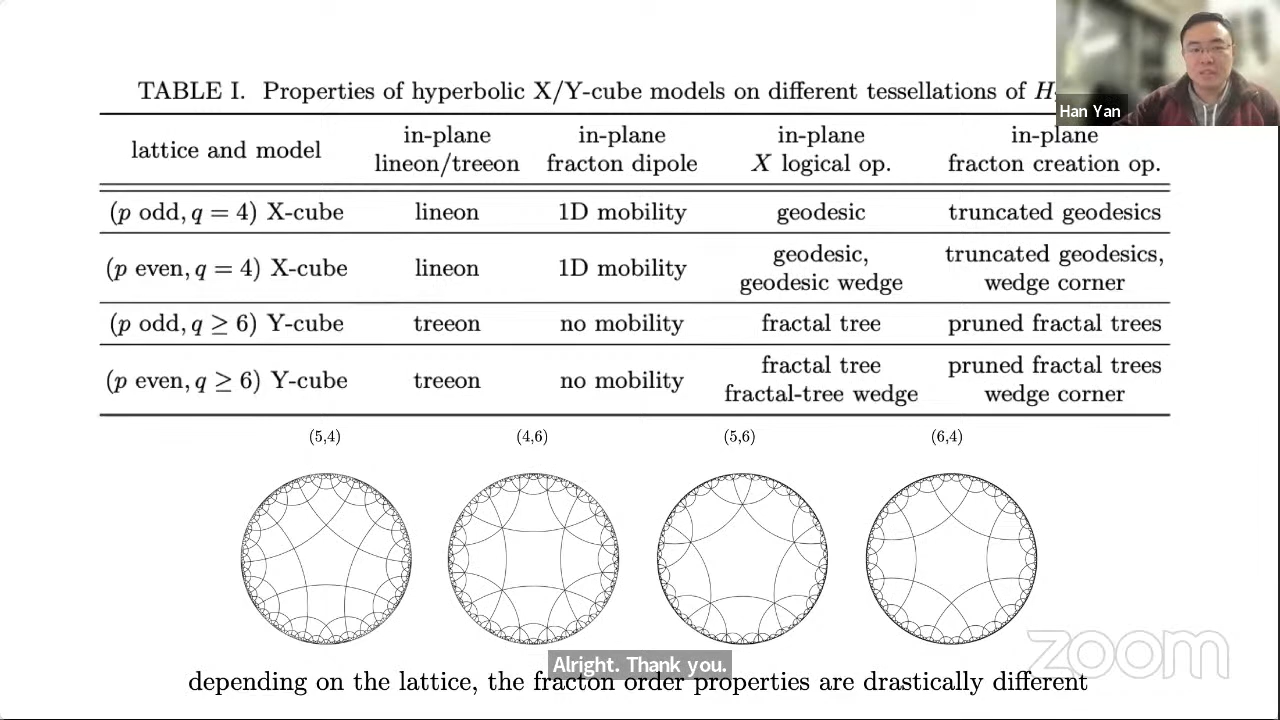 TABLE I. Properties of hyperbolic X/Y-cube models on different tessellations of H
Han Yan
lattice and model in-plane lineon/treeon in-plane fracton dipole in-plane X logical op. in-plane fracton creation op.
(p odd, q = 4) X-cube lineon 1D mobility geodesic truncated geodesics
(p even, q = 4) X-cube lineon 1D mobility geodesic, geodesic wedge truncated geodesics, wedge corner
(p odd, q ≥ 6) Y-cube treeon no mobility fractal tree pruned fractal trees
(p even, q ≥ 6) Y-cube treeon no mobility fractal tree fractal-tree wedge pruned fractal trees wedge corner
(5,4) (4,6) (5,6) (6,4)
zoom
Alright. Thank you.
depending on the lattice, the fracton order properties are drastically different